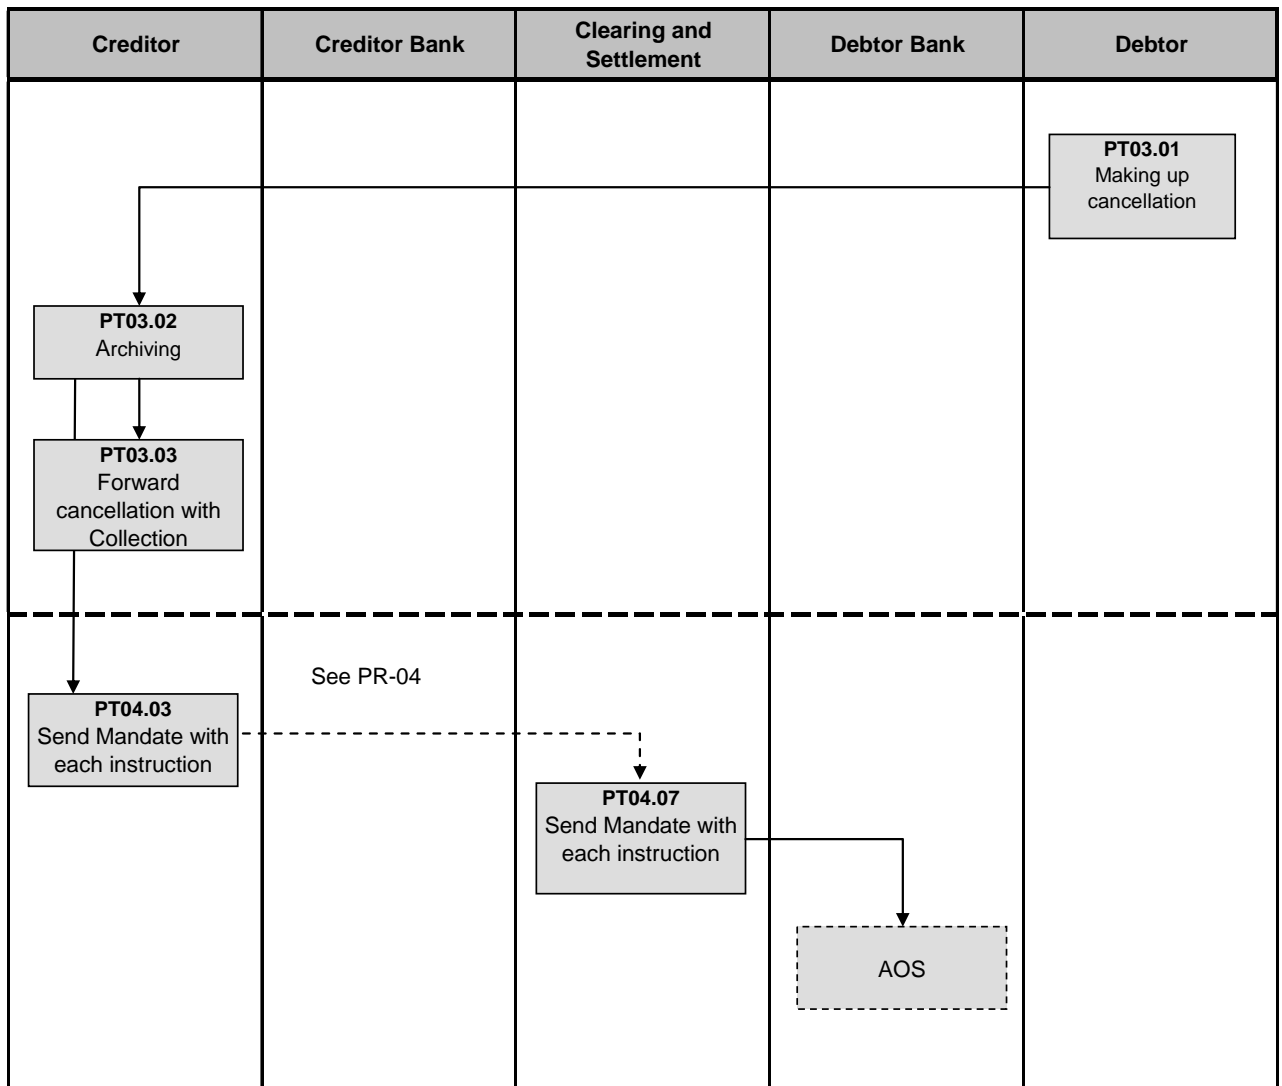 Creditor
Creditor Bank
Clearing and
Settlement
Debtor Bank
Debtor
PT03.01
Making up
cancellation
PT03.02
Archiving
PT03.03
Forward
cancellation with
Collection
See PR-04
PT04.03
Send Mandate with
each instruction
PT04.07
Send Mandate with
each instruction
AOS